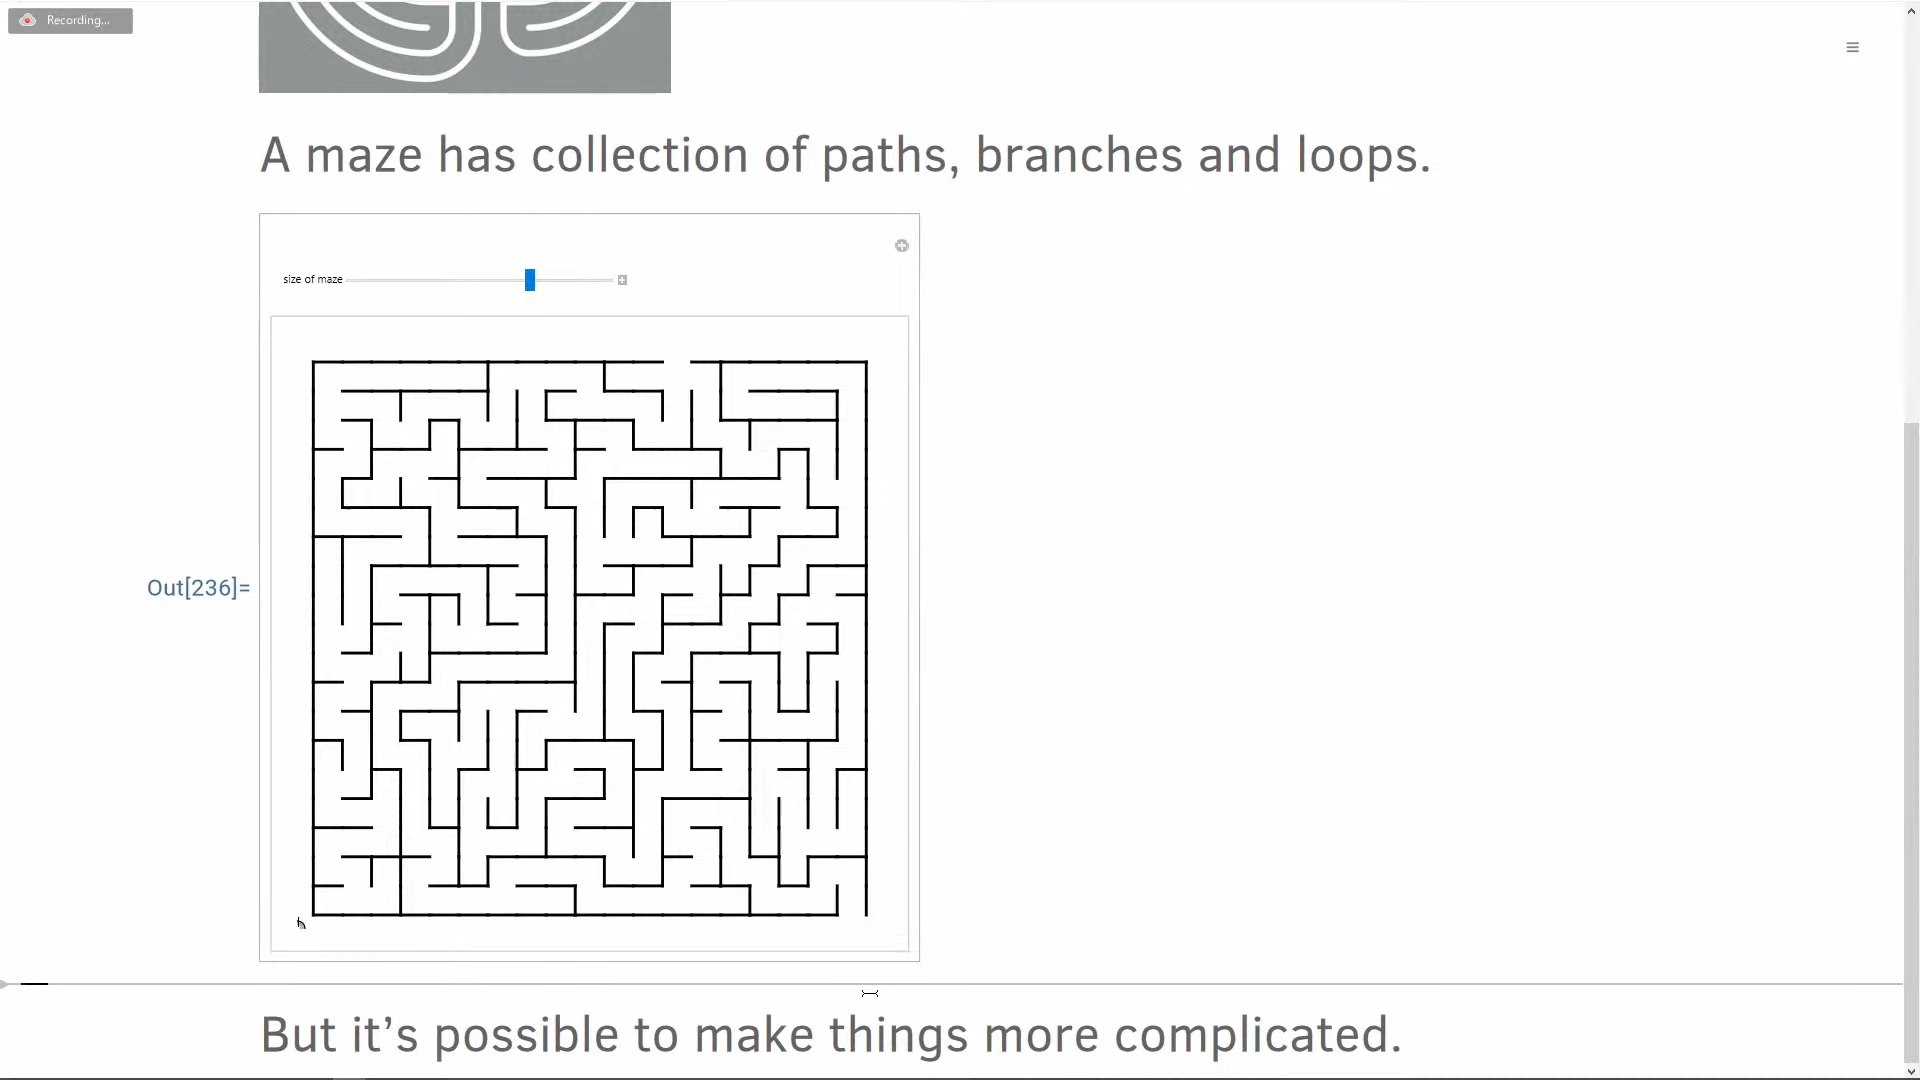 Recording...
A maze has collection of paths, branches and loops.
size of maze
Out[236]=
But it’s possible to make things more complicated.